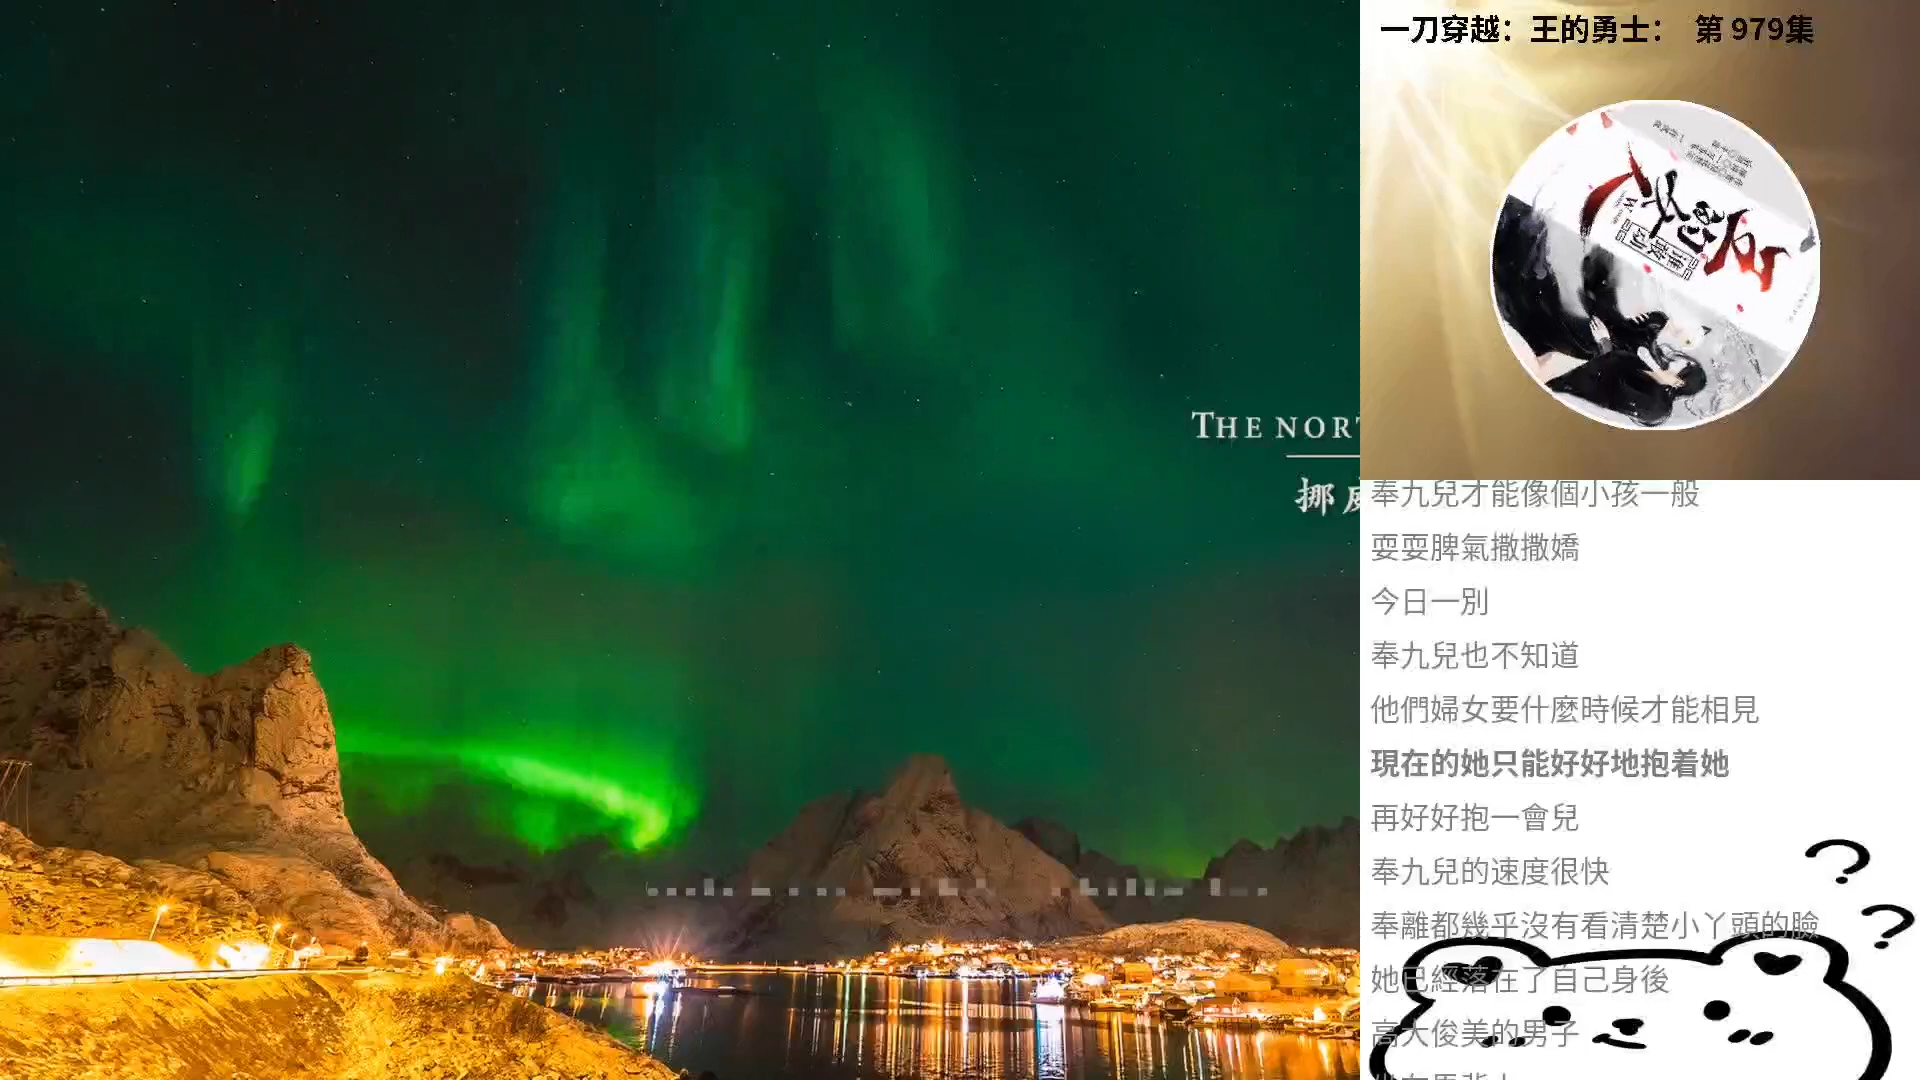 一刀穿越：王的勇士： 第 979集
THE NORT
挪威
奉九兒才能像個小孩一般
耍耍脾氣撒撒嬌
今日一別
奉九兒也不知道
他們婦女要什麼時候才能相見
現在的她只能好好地抱着她
再好好抱一會兒
奉九兒的速度很快
奉離都幾乎沒有看清楚小丫頭的臉
她已經落在了自己身後
高大俊美的男子